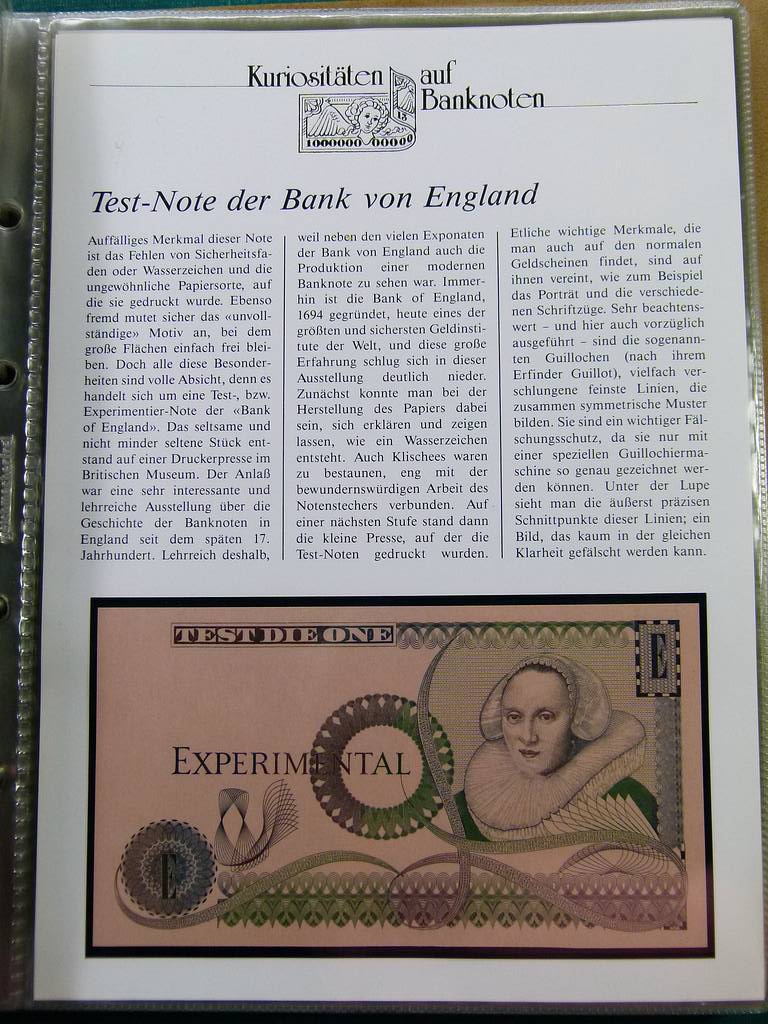 Kuriositäten auf
Banknoten
1000000 00000
Test-Note der Bank von England
Auffälliges Merkmal dieser Note
ist das Fehlen von Sicherheitsfa-
den oder Wasserzeichen und die
ungewöhnliche Papiersorte, auf
die sie gedruckt wurde. Ebenso
fremd mutet sicher das «unvoll-
ständige» Motiv an, bei dem
große Flächen einfach frei blei-
ben. Doch alle diese Besonder-
heiten sind volle Absicht, denn es
handelt sich um eine Test-, bzw.
Experimentier-Note der «Bank
of England». Das seltsame und
nicht minder seltene Stück ent-
stand auf einer Druckerpresse im
Britischen Museum. Der Anlaß
war eine sehr interessante und
lehrreiche Ausstellung über die
Geschichte der Banknoten in
England seit dem späten 17.
Jahrhundert. Lehrreich deshalb,
weil neben den vielen Exponaten
der Bank von England auch die
Produktion einer modernen
Banknote zu sehen war. Immer-
hin ist die Bank of England,
1694 gegründet, heute eines der
größten und sichersten Geldinsti-
tute der Welt, und diese große
Erfahrung schlug sich in dieser
Ausstellung deutlich nieder.
Zunächst konnte man bei der
Herstellung des Papiers dabei
sein, sich erklären und zeigen
lassen, wie ein Wasserzeichen
entsteht. Auch Klischees waren
zu bestaunen, eng mit der
bewundernswürdigen Arbeit des
Notenstechers verbunden. Auf
einer nächsten Stufe stand dann
die kleine Presse, auf der die
Test-Noten gedruckt wurden.
Etliche wichtige Merkmale, die
man auch auf den normalen
Geldscheinen findet, sind auf
ihnen vereint, wie zum Beispiel
das Porträt und die verschiede-
nen Schriftzüge. Sehr beachtens-
wert – und hier auch vorzüglich
ausgeführt – sind die sogenann-
ten Guillochen (nach ihrem
Erfinder Guillot), vielfach ver-
schlungene feinste Linien, die
zusammen symmetrische Muster
bilden. Sie sind ein wichtiger Fäl-
schungsschutz, da sie nur mit
einer speziellen Guillochierma-
schine so genau gezeichnet wer-
den können. Unter der Lupe
sieht man die äußerst präzisen
Schnittpunkte dieser Linien; ein
Bild, das kaum in der gleichen
Klarheit gefälscht werden kann.
TEST DIE ONE
E
EXPERIMENTAL
E